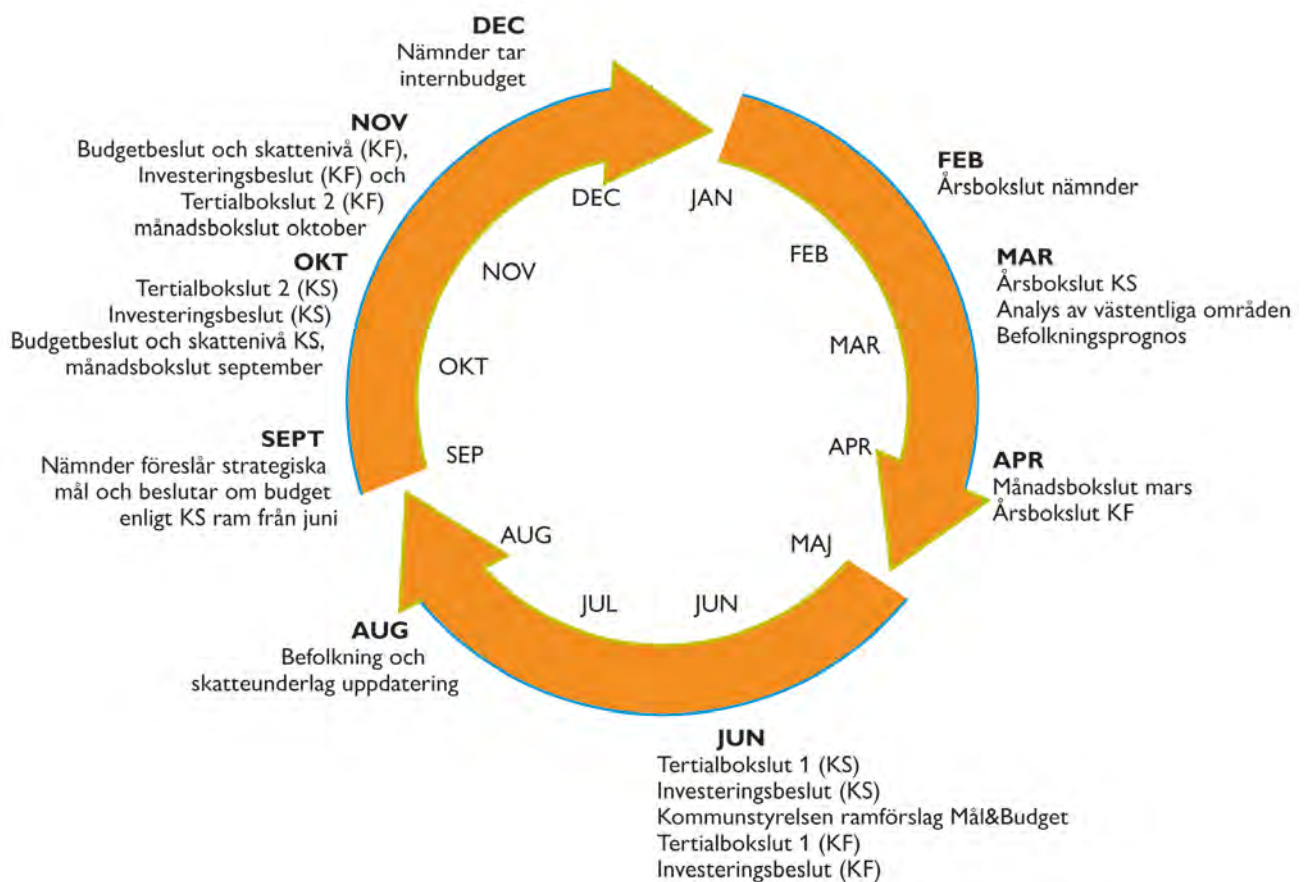 DEC
Nämnder tar
internbudget
NOV
Budgetbeslut och skattenivå (KF),
Investeringsbeslut (KF) och
Tertialbokslut 2 (KF)
månadsbokslut oktober
OKT
Tertialbokslut 2 (KS)
Investeringsbeslut (KS)
Budgetbeslut och skattenivå KS,
månadsbokslut september
SEPT
Nämnder föreslår strategiska
mål och beslutar om budget
enligt KS ram från juni
AUG
Befolkning och
skatteunderlag uppdatering
FEB
Årsbokslut nämnder
MAR
Årsbokslut KS
Analys av västentliga områden
Befolkningsprognos
APR
Månadsbokslut mars
Årsbokslut KF
JUN
Tertialbokslut 1 (KS)
Investeringsbeslut (KS)
Kommunstyrelsen ramförslag Mål&Budget
Tertialbokslut 1 (KF)
Investeringsbeslut (KF)
JAN
FEB
MAR
APR
MAJ
JUN
JUL
AUG
SEP
OKT
NOV
DEC